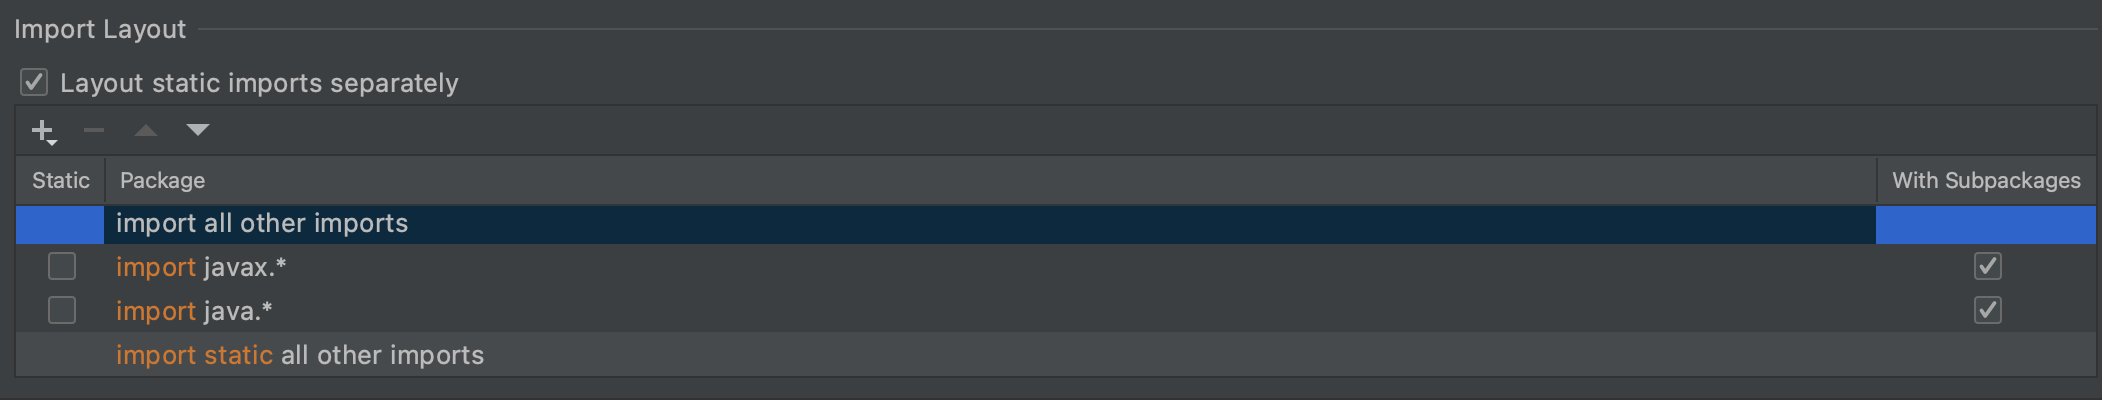 Import Layout
Layout static imports separately
Static Package With Subpackages
import all other imports
import javax.*
import java.*
import static all other imports